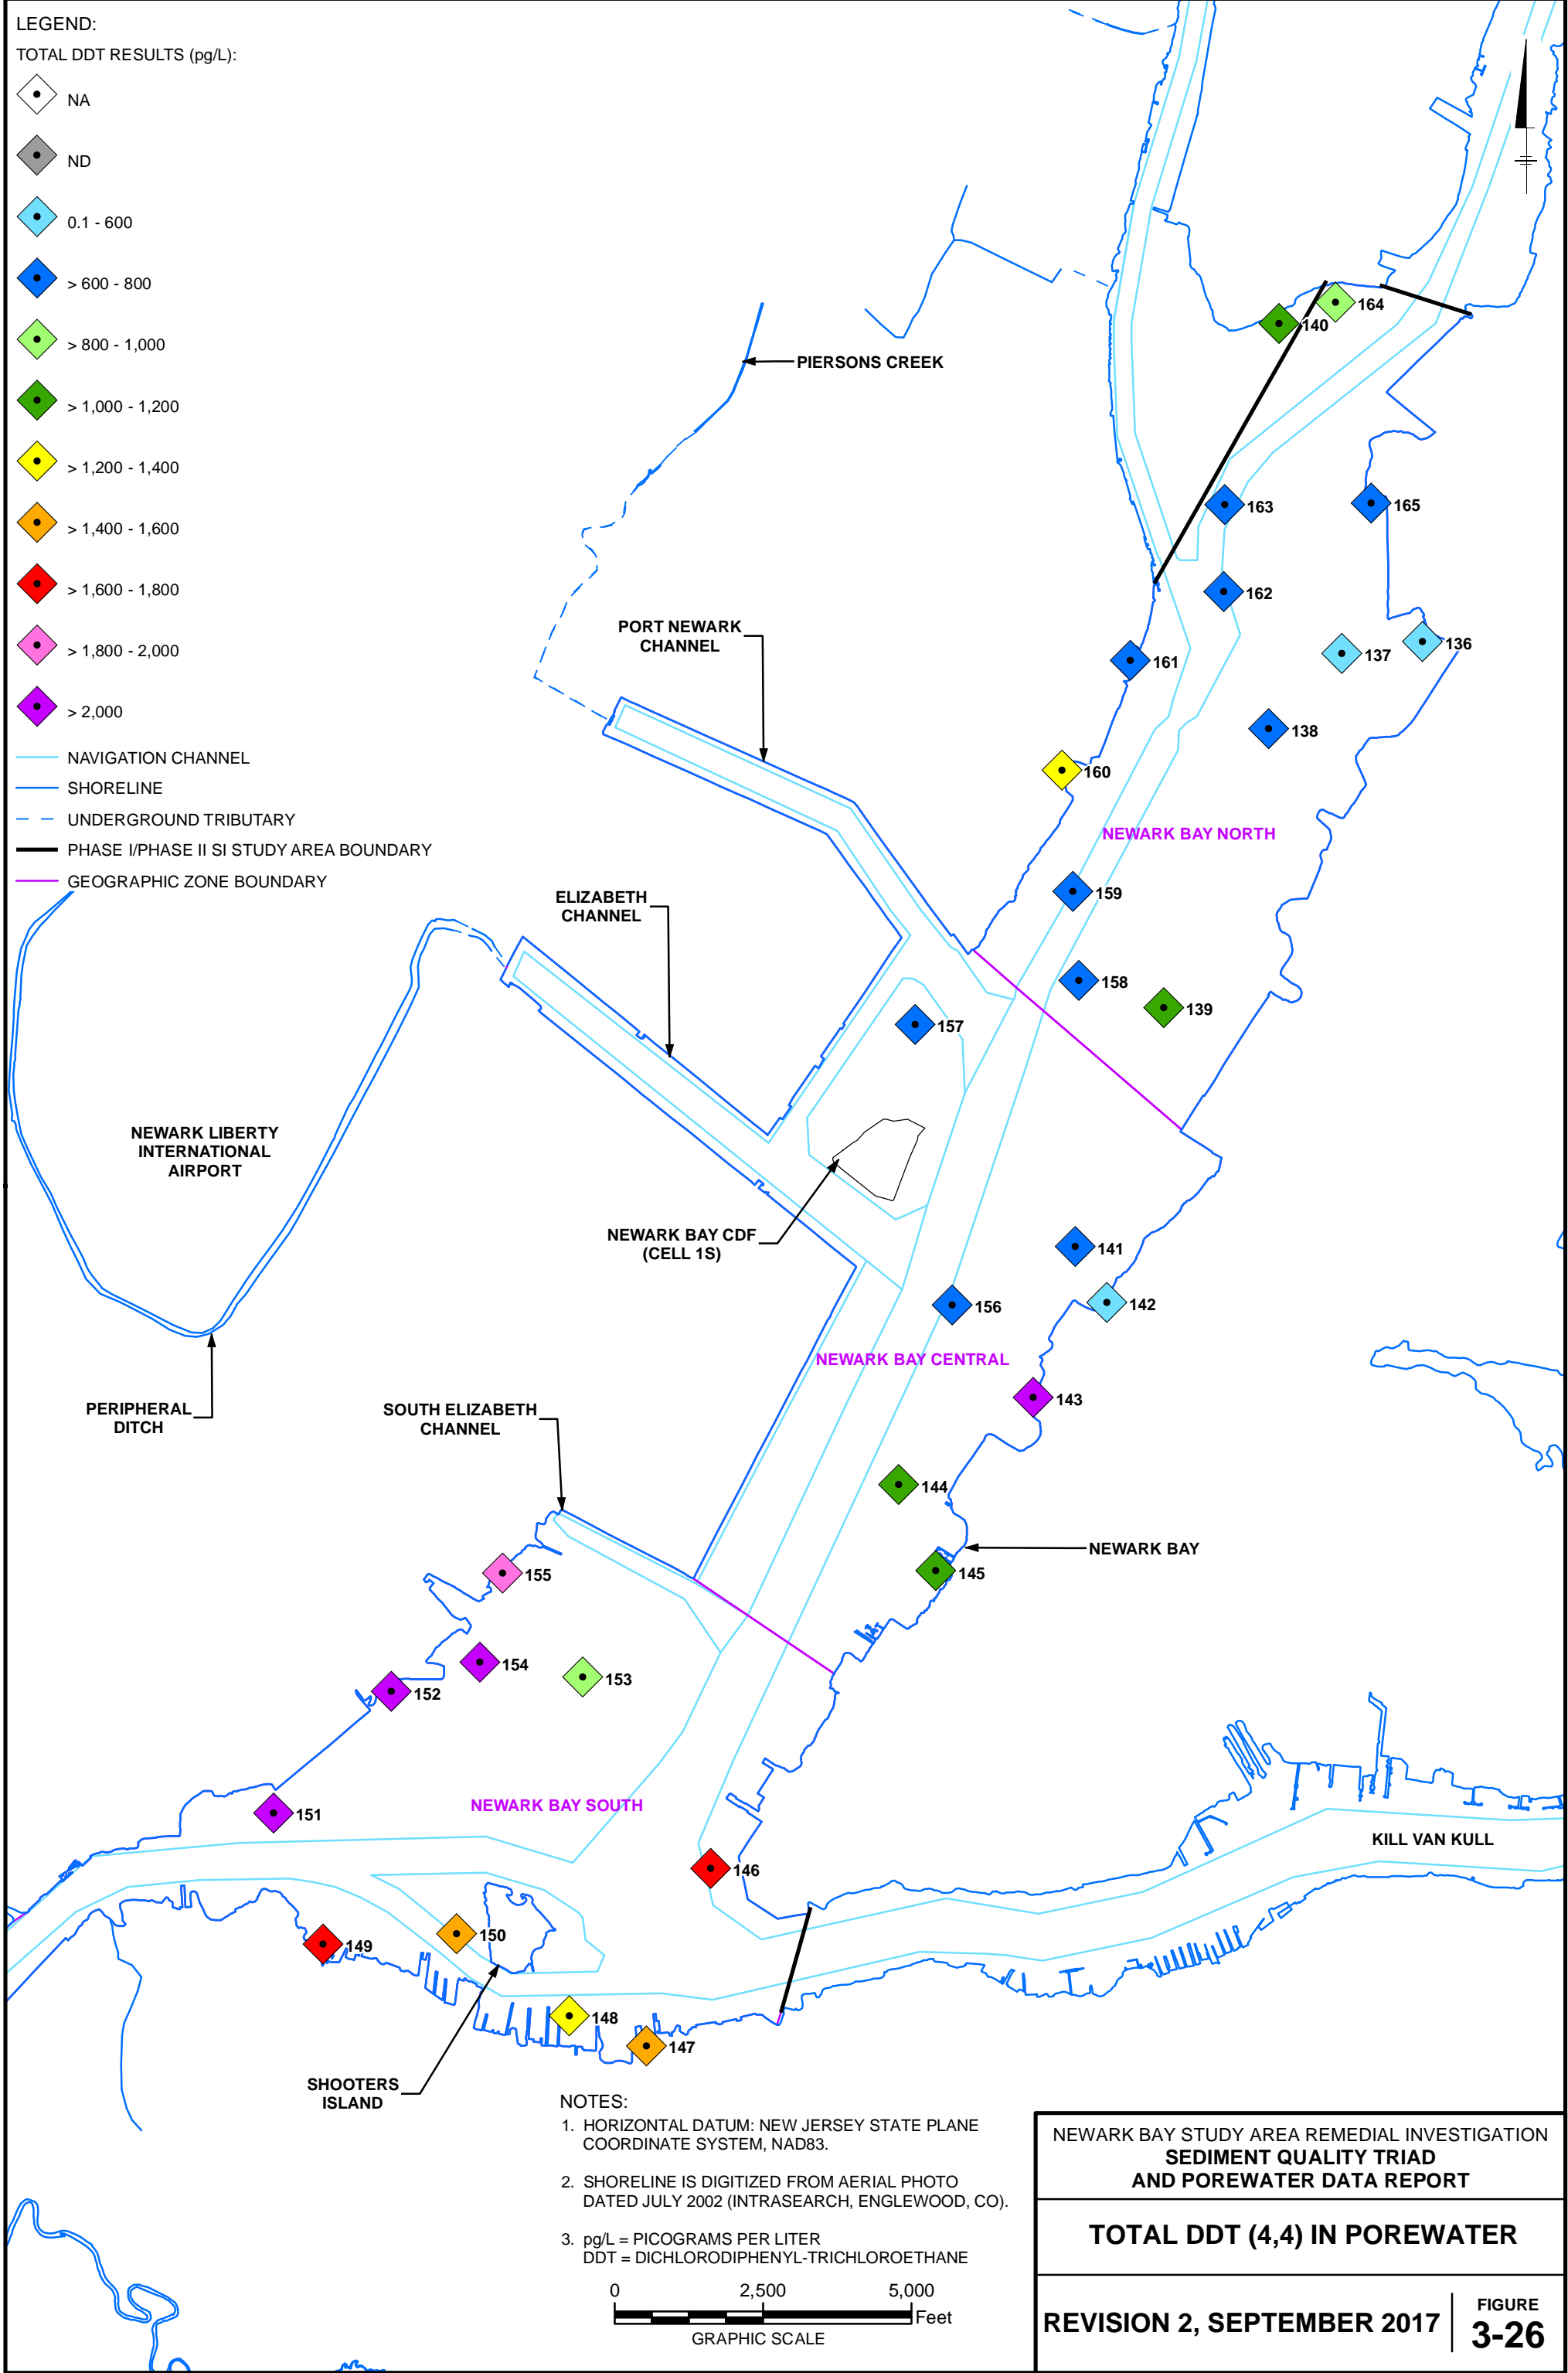 LEGEND:
TOTAL DDT RESULTS (pg/L):
NA
ND
0.1 - 600
> 600 - 800
> 800 - 1,000
> 1,000 - 1,200
> 1,200 - 1,400
> 1,400 - 1,600
> 1,600 - 1,800
> 1,800 - 2,000
> 2,000
NAVIGATION CHANNEL
SHORELINE
UNDERGROUND TRIBUTARY
PHASE I/PHASE II SI STUDY AREA BOUNDARY
GEOGRAPHIC ZONE BOUNDARY
164
140
PIERSONS CREEK
163
165
162
PORT NEWARK
CHANNEL
136
137
161
138
160
NEWARK BAY NORTH
159
ELIZABETH
CHANNEL
158
139
157
NEWARK LIBERTY
INTERNATIONAL
AIRPORT
NEWARK BAY CDF
(CELL 1S)
141
142
156
NEWARK BAY CENTRAL
143
PERIPHERAL
DITCH
SOUTH ELIZABETH
CHANNEL
144
NEWARK BAY
145
155
154
153
152
NEWARK BAY SOUTH
151
KILL VAN KULL
146
150
149
148
147
SHOOTERS
ISLAND
NOTES:
1. HORIZONTAL DATUM: NEW JERSEY STATE PLANE
COORDINATE SYSTEM, NAD83.
2. SHORELINE IS DIGITIZED FROM AERIAL PHOTO
DATED JULY 2002 (INTRASEARCH, ENGLEWOOD, CO).
3. pg/L = PICOGRAMS PER LITER
DDT = DICHLORODIPHENYL-TRICHLOROETHANE
0 2,500 5,000
Feet
GRAPHIC SCALE
NEWARK BAY STUDY AREA REMEDIAL INVESTIGATION
SEDIMENT QUALITY TRIAD
AND POREWATER DATA REPORT
TOTAL DDT (4,4) IN POREWATER
REVISION 2, SEPTEMBER 2017
FIGURE
3-26